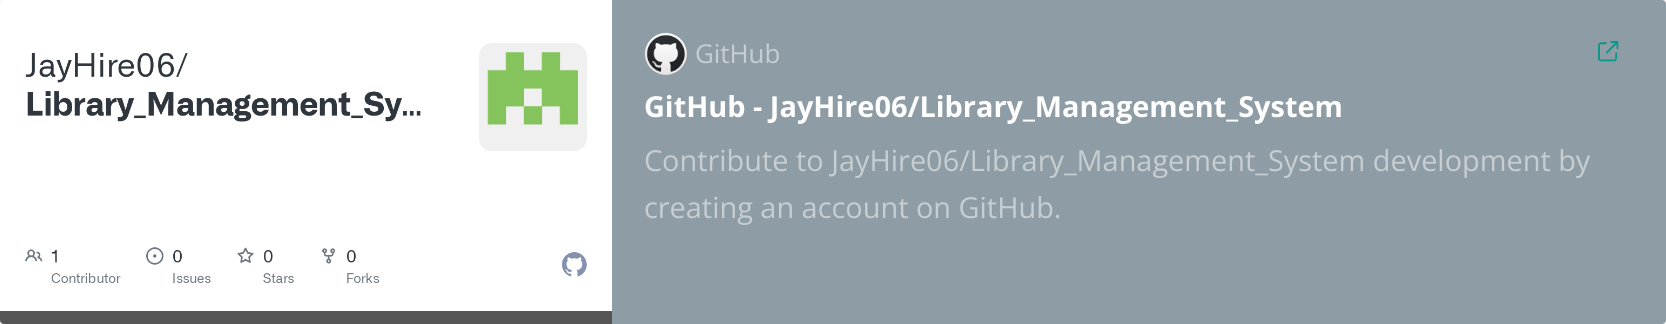 JayHire06/
Library_Management_Sy...
1
Contributor
0
Issues
0
Stars
0
Forks
GitHub
GitHub - JayHire06/Library_Management_System
Contribute to JayHire06/Library_Management_System development by
creating an account on GitHub.